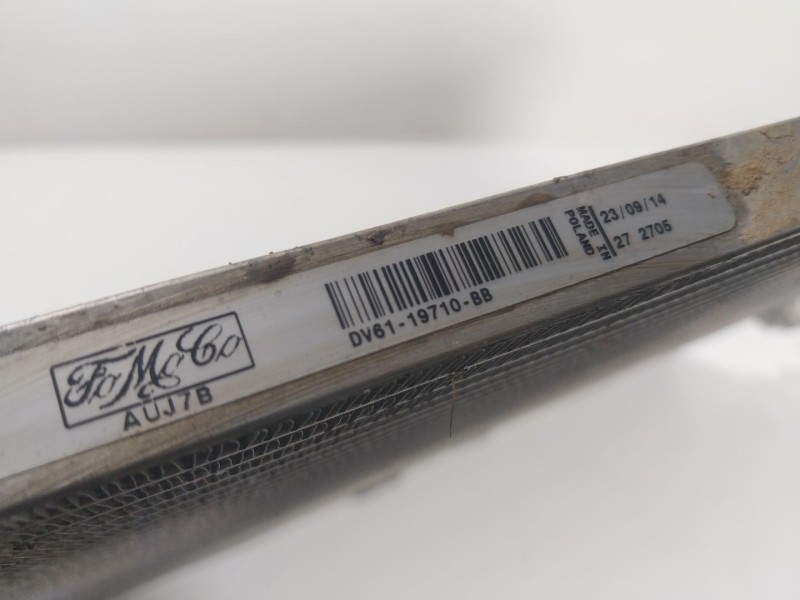 FoMoCo
AUJ7B
DV61-19710-BB
MADE IN
POLAND
23/09/14
27 2705